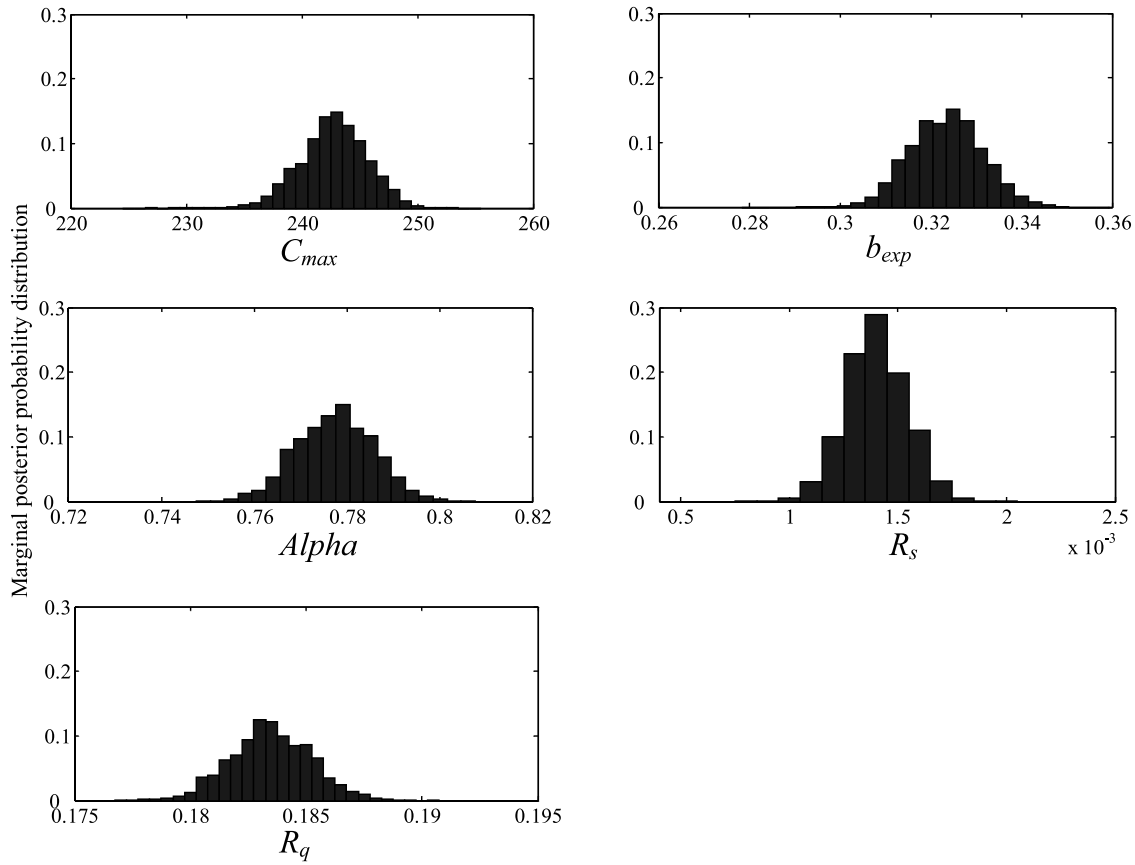 Marginal posterior probability distribution
0.3
0.2
0.1
0
220 230 240 250 260
C_max
0.3
0.2
0.1
0
0.26 0.28 0.3 0.32 0.34 0.36
b_exp
0.3
0.2
0.1
0
0.72 0.74 0.76 0.78 0.8 0.82
Alpha
0.3
0.2
0.1
0
0.5 1 1.5 2 2.5
R_s x 10^-3
0.3
0.2
0.1
0
0.175 0.18 0.185 0.19 0.195
R_q